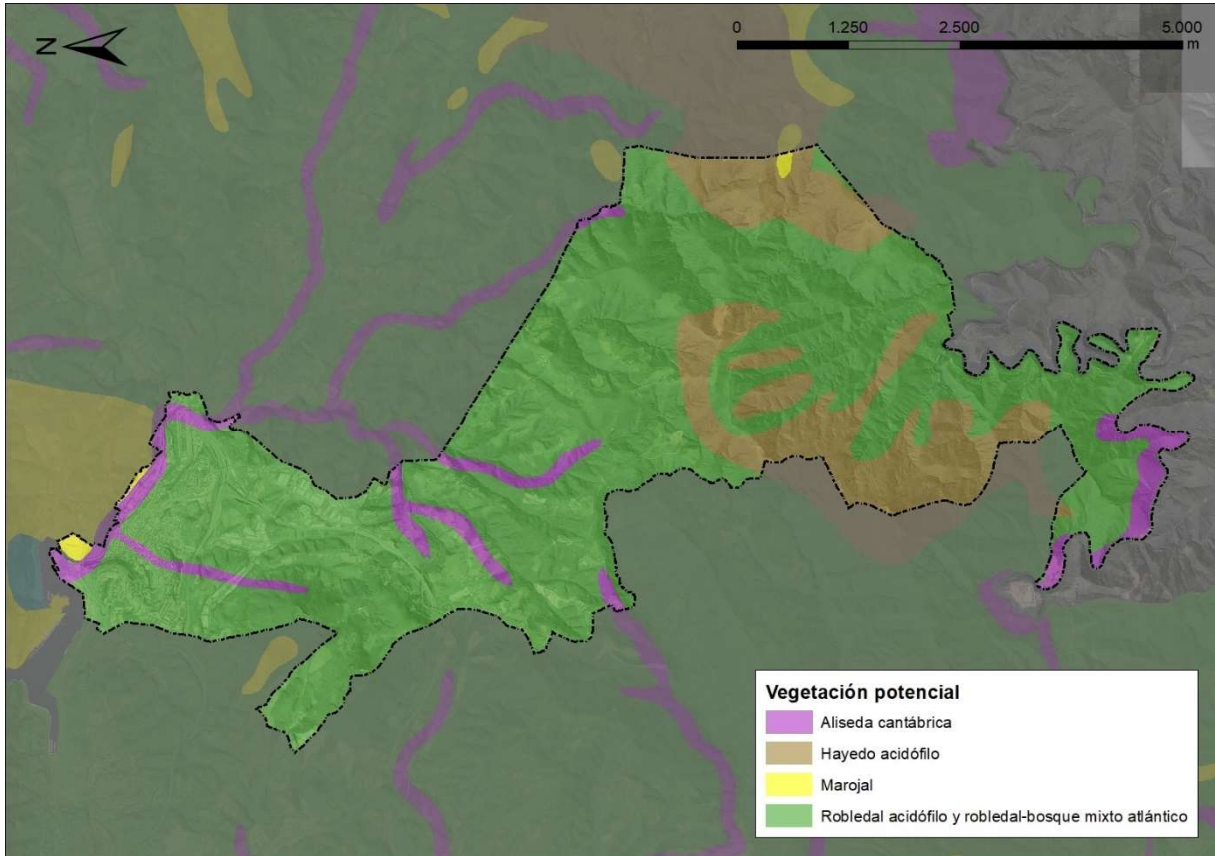 N
0 1.250 2.500 5.000
m
Vegetación potencial
Aliseda cantábrica
Hayedo acidófilo
Marojal
Robledal acidófilo y robledal-bosque mixto atlántico